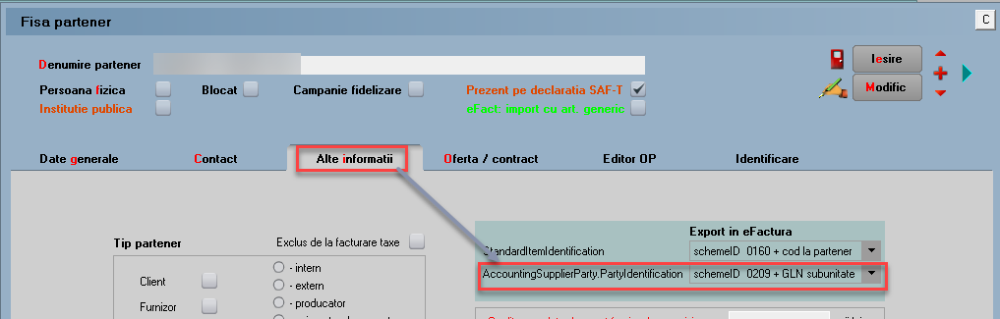 Fisa partener
C
Denumire partener
Iesire
Persoana fizica
Blocat
Campanie fidelizare
Prezent pe declaratia SAF-T
Modific
Institutie publica
eFact: import cu art. generic
Date generale
Contact
Alte informatii
Oferta / contract
Editor OP
Identificare
Tip partener
Exclus de la facturare taxe
Export in eFactura
StandardItemIdentification
schemeID 0160 + cod la partener
- intern
AccountingSupplierParty.PartyIdentification
schemeID 0209 + GLN subunitate
Client
- extern
Furnizor
- producator